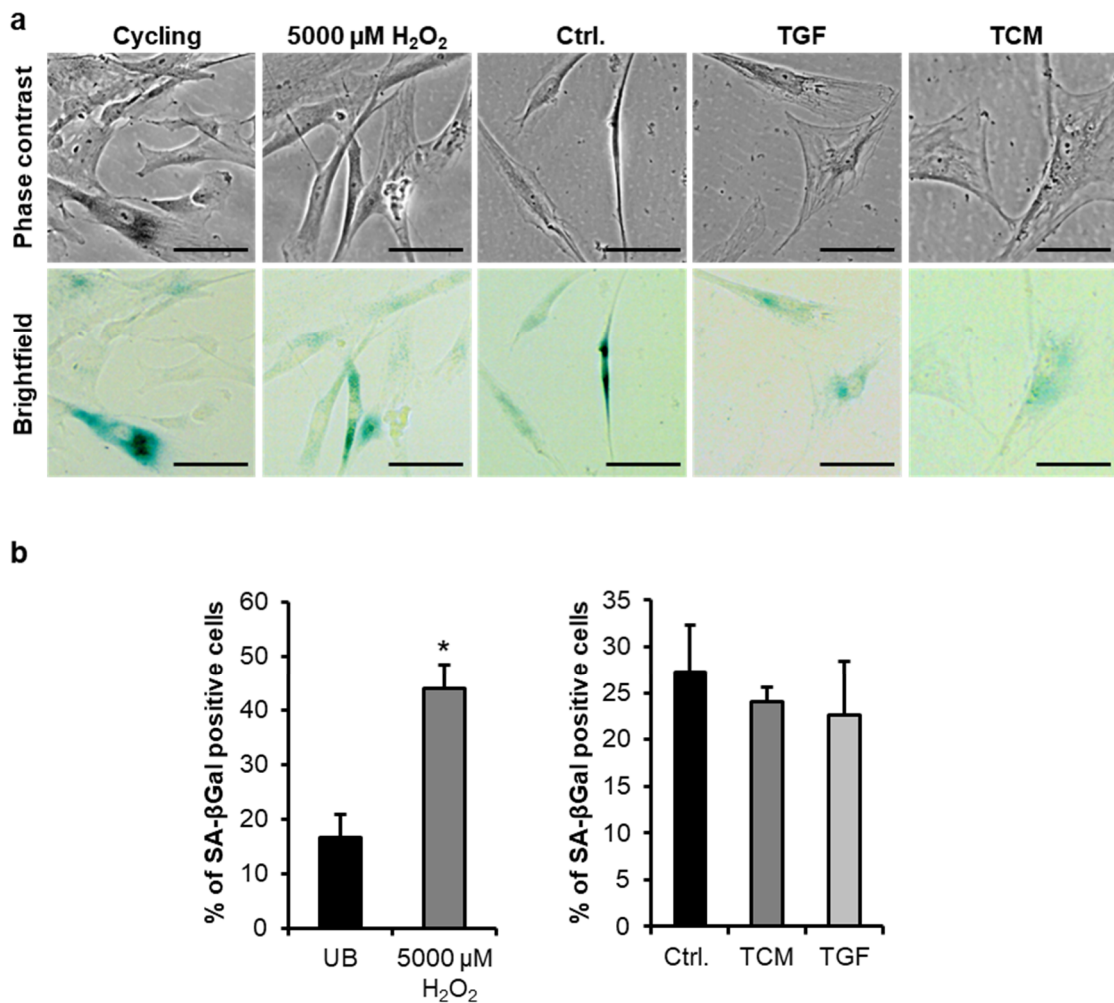 a
Cycling 5000 µM H₂O₂ Ctrl. TGF TCM
Phase contrast
Brightfield
b
% of SA-βGal positive cells
60
50
40
30
20
10
0
*
UB 5000 µM
H₂O₂
% of SA-βGal positive cells
35
30
25
20
15
10
5
0
Ctrl. TCM TGF